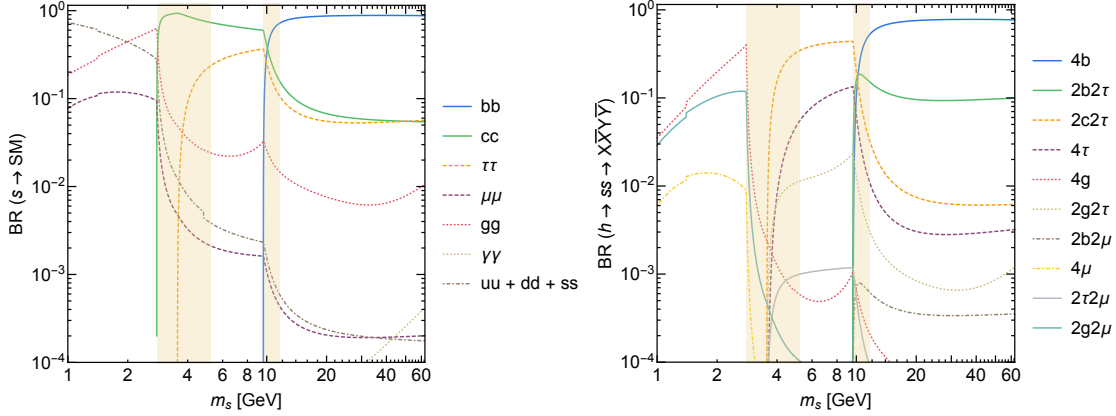 BR (s → SM)
10⁰
10⁻¹
10⁻²
10⁻³
10⁻⁴
1 2 4 6 8 10 20 40 60
mₛ [GeV]
bb
cc
ττ
μμ
gg
γγ
uu + dd + ss
BR (h → ss → XX̅YY̅)
10⁰
10⁻¹
10⁻²
10⁻³
10⁻⁴
1 2 4 6 8 10 20 40 60
mₛ [GeV]
4b
2b2τ
2c2τ
4τ
4g
2g2τ
2b2μ
4μ
2τ2μ
2g2μ